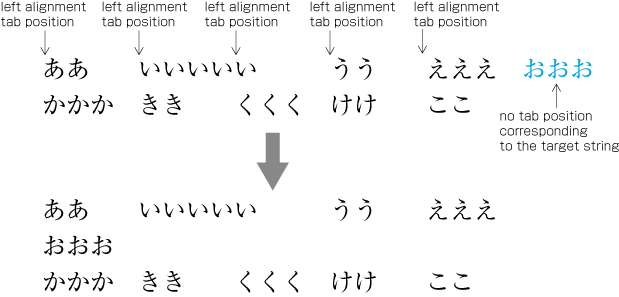 left alignment left alignment left alignment left alignment left alignment
tab position tab position tab position tab position tab position
ああ いいいいい うう えええ おおお
かかか きき くくく けけ ここ
no tab position
corresponding
to the target string
ああ いいいいい うう えええ
おおお
かかか きき くくく けけ ここ